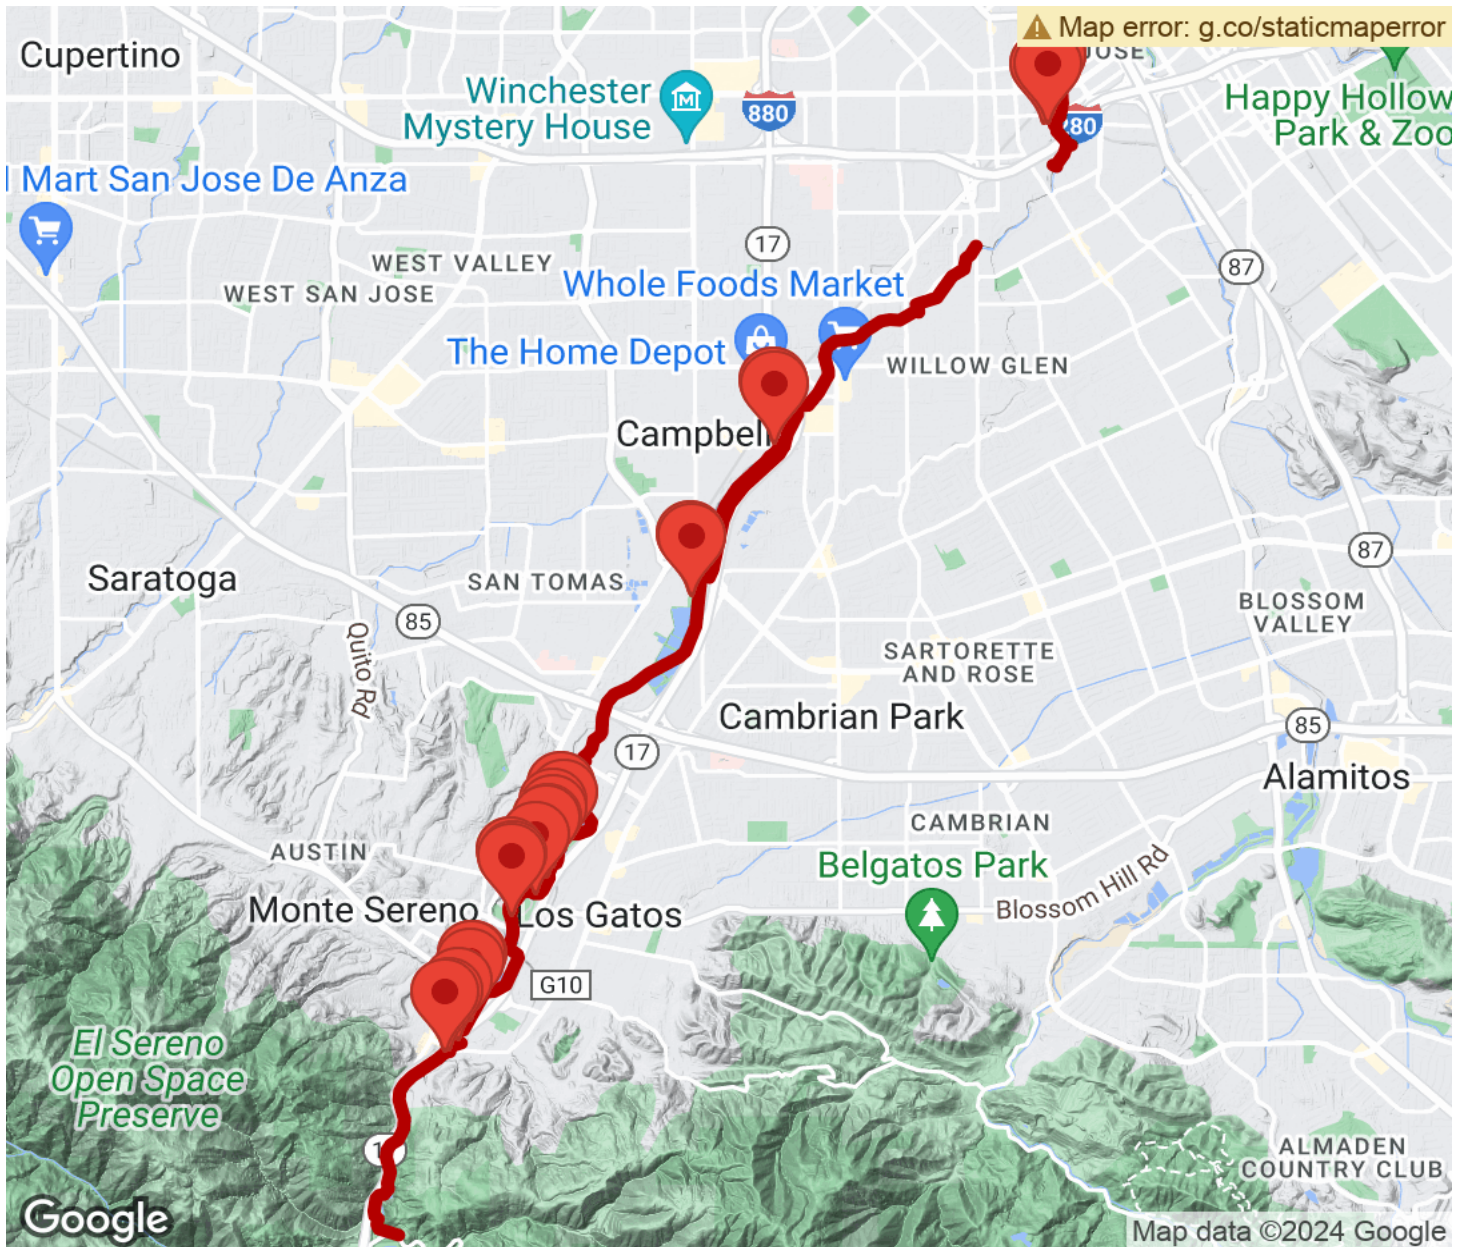 Map error: g.co/staticmaperror
Cupertino
JOSE
Winchester
Mystery House
880
280
Happy Hollow
Park & Zoo
l Mart San Jose De Anza
17
WEST VALLEY
87
WEST SAN JOSE
Whole Foods Market
The Home Depot
WILLOW GLEN
Campbell
87
Saratoga
SAN TOMAS
85
BLOSSOM
VALLEY
Quito Rd
SARTORETTE
AND ROSE
Cambrian Park
17
85
Alamitos
CAMBRIAN
AUSTIN
Belgatos Park
Blossom Hill Rd
Monte Sereno
Los Gatos
G10
El Sereno
Open Space
Preserve
1
ALMADEN
COUNTRY CLUB
Google
Map data ©2024 Google